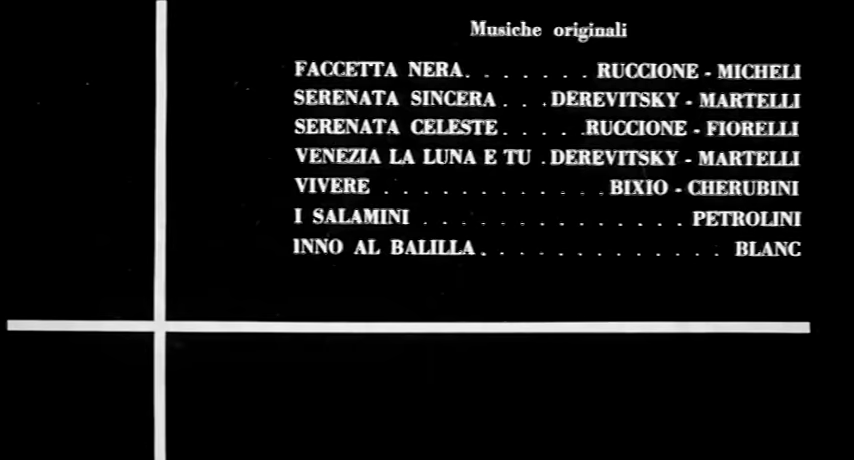 Musiche originali
FACCETTA NERA. . . . . . . RUCCIONE - MICHELI
SERENATA SINCERA . . . DEREVITSKY - MARTELLI
SERENATA CELESTE . . . . . RUCCIONE - FIORELLI
VENEZIA LA LUNA E TU . DEREVITSKY - MARTELLI
VIVERE . . . . . . . . . . . . BIXIO - CHERUBINI
I SALAMINI . . . . . . . . . . . . . . PETROLINI
INNO AL BALILLA . . . . . . . . . . . . . BLANC